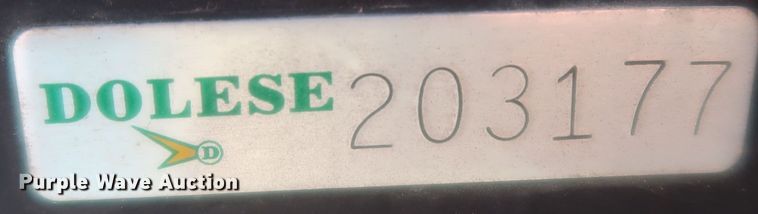 DOLESE 203177
D
Purple Wave Auction